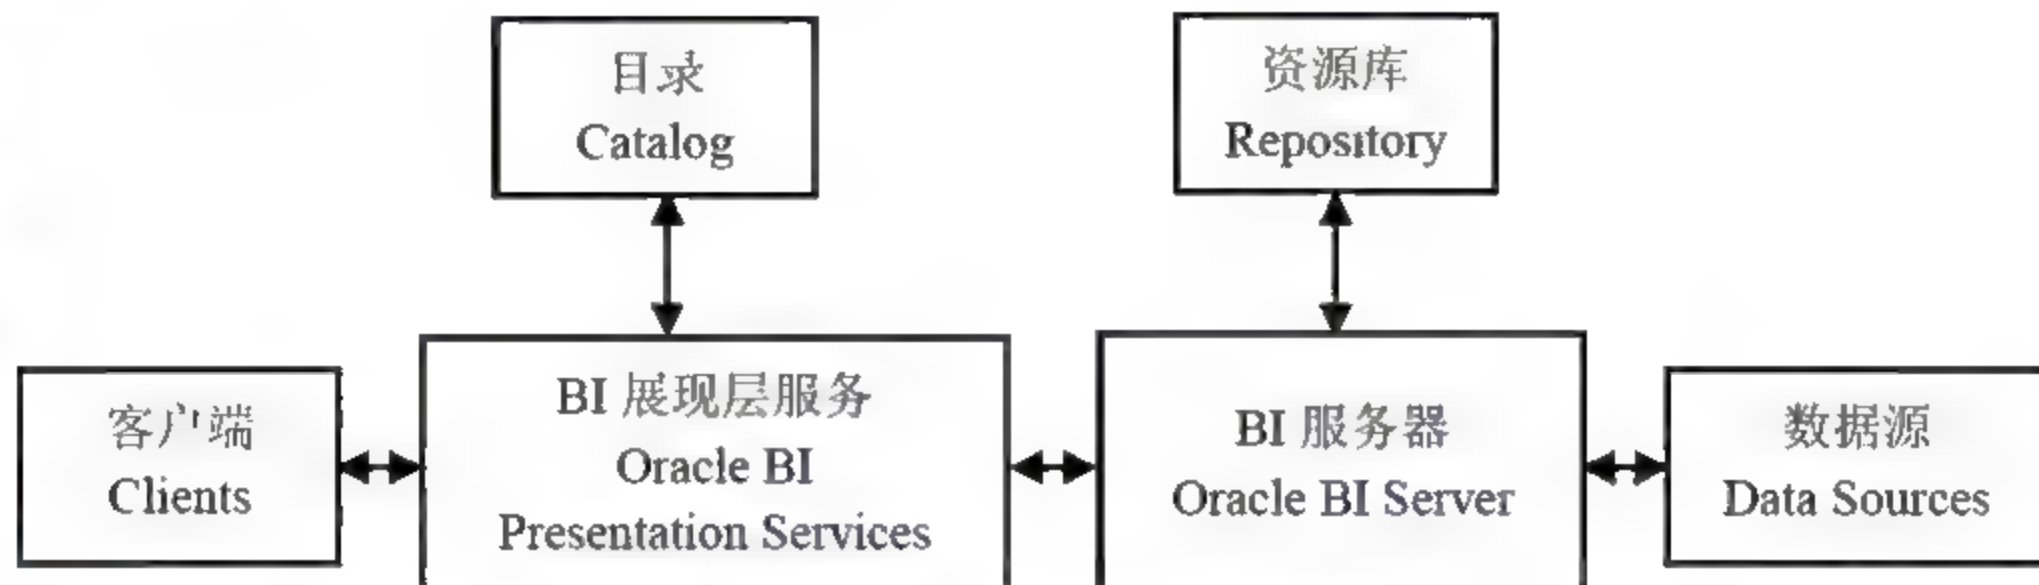 目录
Catalog
资源库
Repository
客户端
Clients
BI 展现层服务
Oracle BI
Presentation Services
BI 服务器
Oracle BI Server
数据源
Data Sources